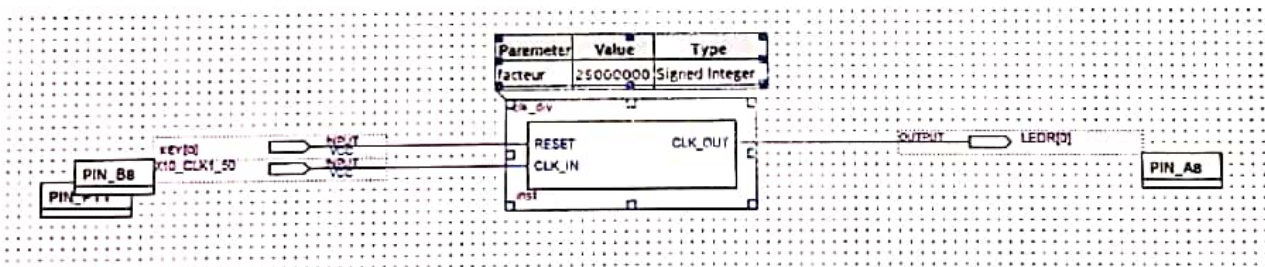 Paremeter Value Type
facteur 25000000 Signed Integer
clk_div
KEY[0] INPUT VCC RESET CLK_OUT OUTPUT LEDR[0]
INPUT VCC CLK_IN
PIN_B8 PIN_A8
inst